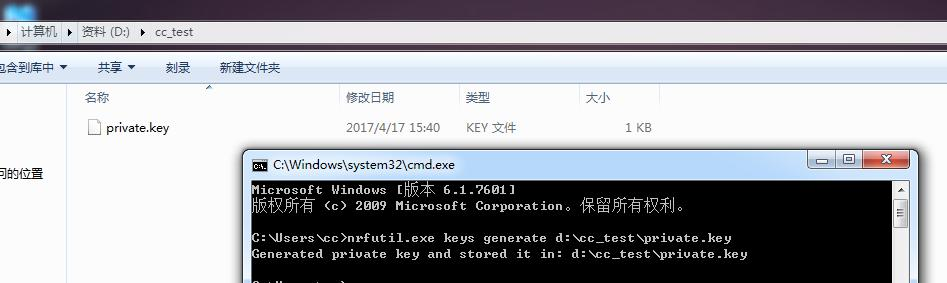 计算机 资料 (D:) cc_test
包含到库中 共享 刻录 新建文件夹
名称 修改日期 类型 大小
private.key 2017/4/17 15:40 KEY 文件 1 KB
问的位置
C:\Windows\system32\cmd.exe
Microsoft Windows [版本 6.1.7601]
版权所有 (c) 2009 Microsoft Corporation。保留所有权利。
C:\Users\cc>nrfutil.exe keys generate d:\cc_test\private.key
Generated private key and stored it in: d:\cc_test\private.key